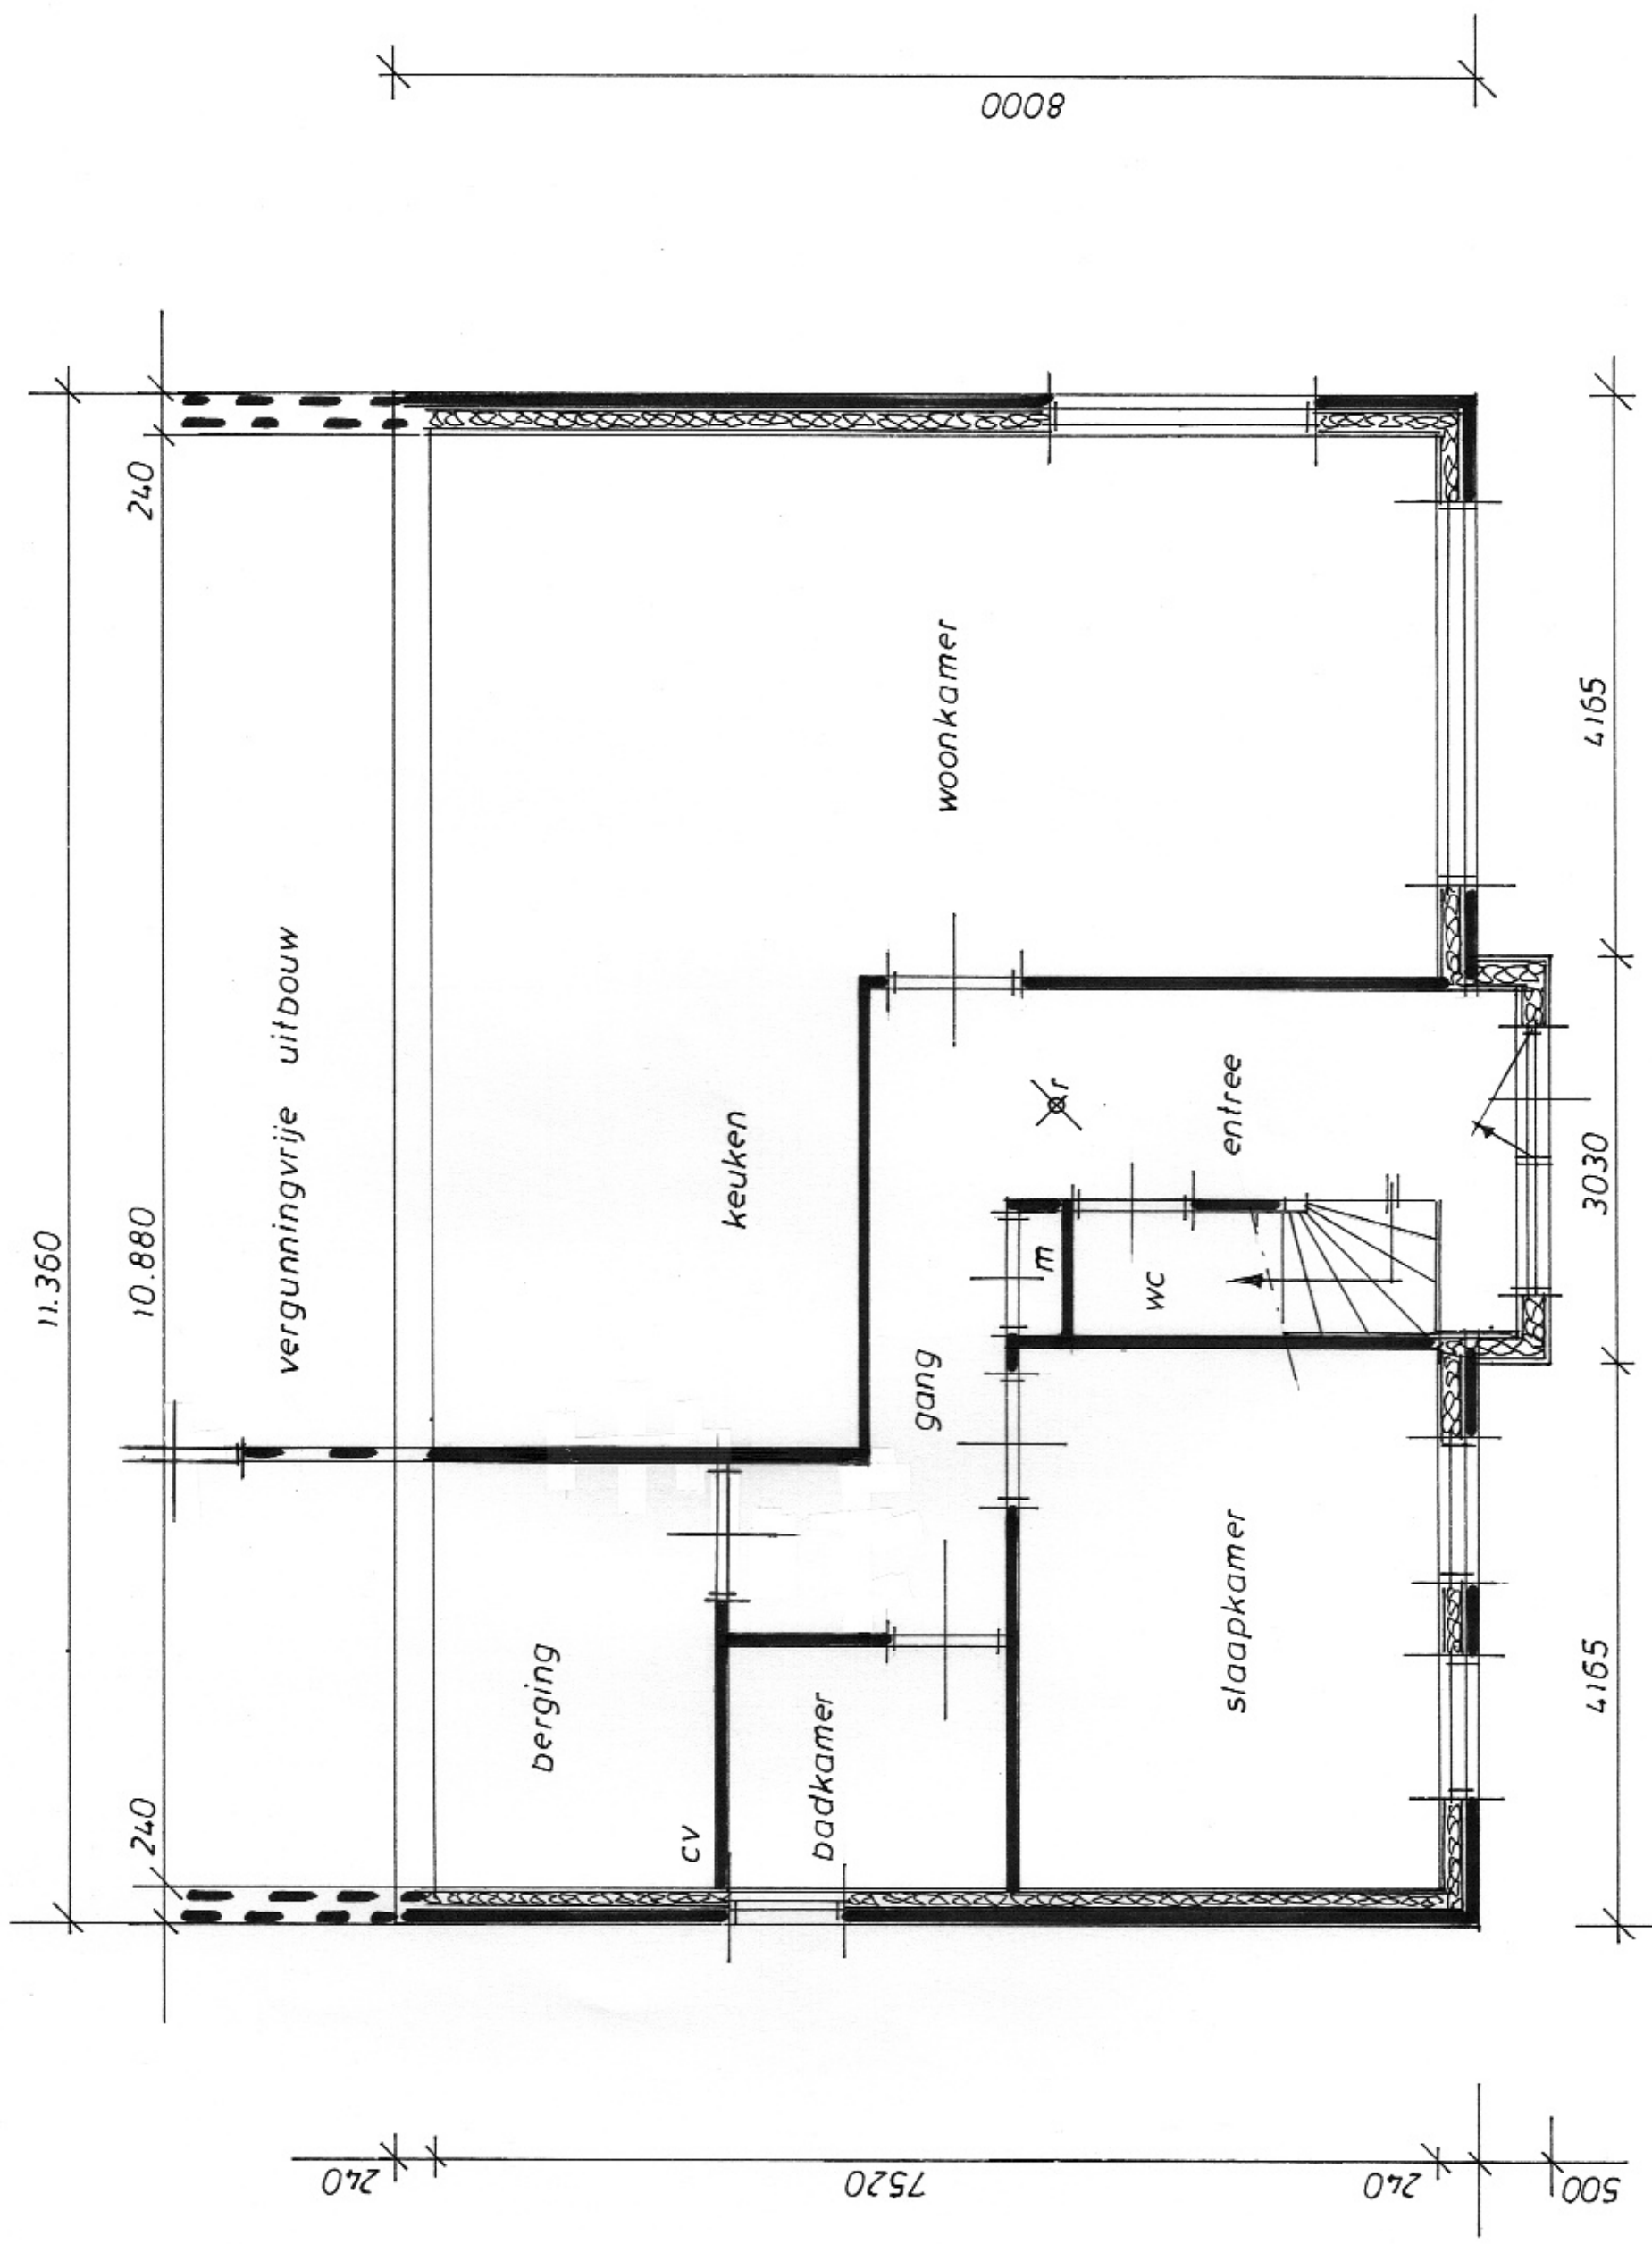 11.360
240
10.880
240
vergunningvrije uitbouw
berging
keuken
cv
badkamer
gang
woonkamer
m
r
wc
entree
slaapkamer
4165
3030
4165
240
7520
240
500
8000